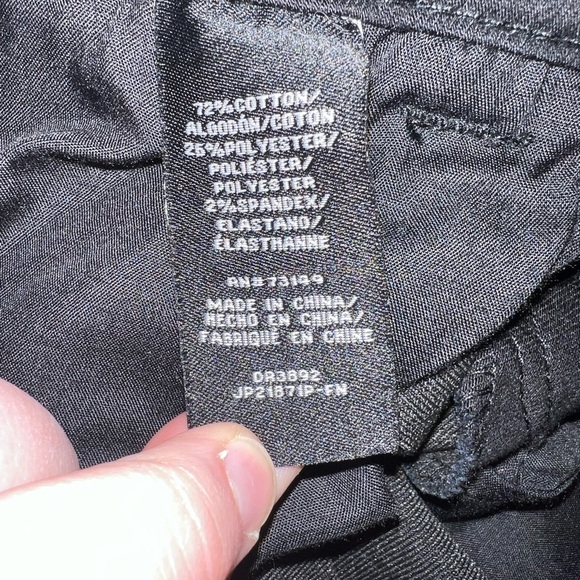 72%COTTON/
ALGODÓN/COTON
26%POLYESTER/
POLIÉSTER/
POLYESTER
2%SPANDEX/
ELASTANO/
ÉLASTHANNE
RN# 73149
MADE IN CHINA/
HECHO EN CHINA/
FABRIQUÉ EN CHINE
DR3892
JP21871P-FN